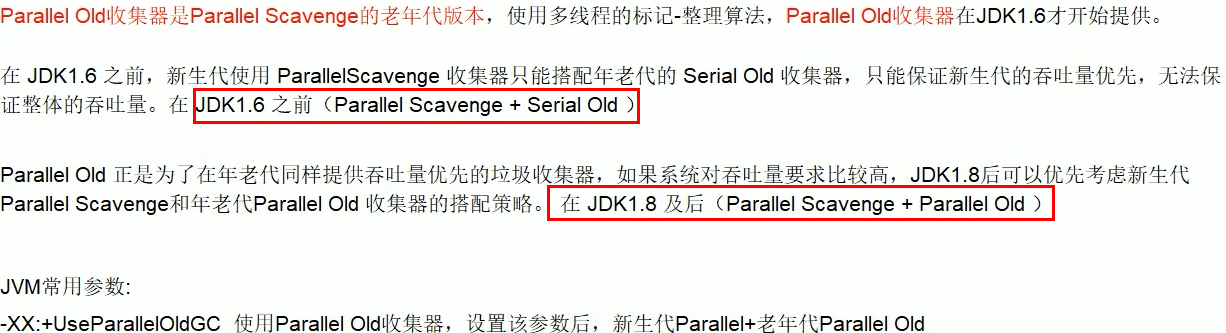 Parallel Old收集器是Parallel Scavenge的老年代版本，使用多线程的标记-整理算法，Parallel Old收集器在JDK1.6才开始提供。
在 JDK1.6 之前，新生代使用 ParallelScavenge 收集器只能搭配年老代的 Serial Old 收集器，只能保证新生代的吞吐量优先，无法保
证整体的吞吐量。在 JDK1.6 之前（Parallel Scavenge + Serial Old ）
Parallel Old 正是为了在年老代同样提供吞吐量优先的垃圾收集器，如果系统对吞吐量要求比较高，JDK1.8后可以优先考虑新生代
Parallel Scavenge和年老代Parallel Old 收集器的搭配策略。 在 JDK1.8 及后（Parallel Scavenge + Parallel Old ）
JVM常用参数:
-XX:+UseParallelOldGC 使用Parallel Old收集器，设置该参数后，新生代Parallel+老年代Parallel Old